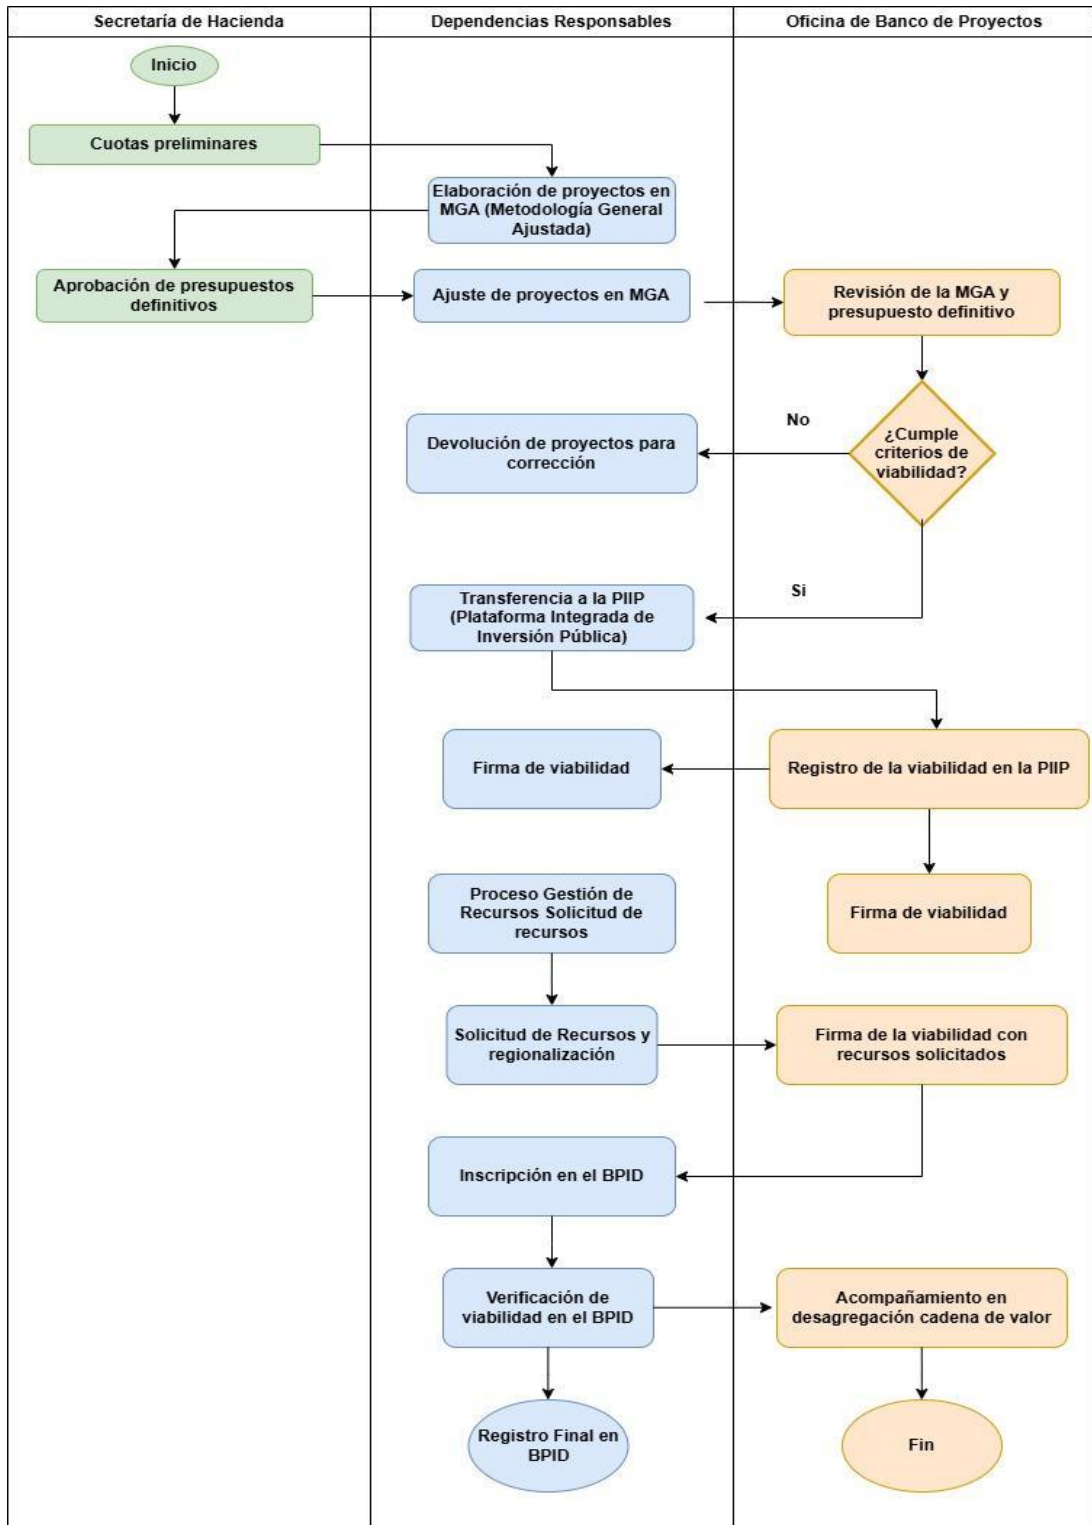 Secretaría de Hacienda
Dependencias Responsables
Oficina de Banco de Proyectos
Inicio
Cuotas preliminares
Elaboración de proyectos en
MGA (Metodología General
Ajustada)
Aprobación de presupuestos
definitivos
Ajuste de proyectos en MGA
Revisión de la MGA y
presupuesto definitivo
No
¿Cumple
criterios de
viabilidad?
Devolución de proyectos para
corrección
Si
Transferencia a la PIIP
(Plataforma Integrada de
Inversión Pública)
Firma de viabilidad
Registro de la viabilidad en la PIIP
Proceso Gestión de
Recursos Solicitud de
recursos
Firma de viabilidad
Solicitud de Recursos y
regionalización
Firma de la viabilidad con
recursos solicitados
Inscripción en el BPID
Verificación de
viabilidad en el BPID
Acompañamiento en
desagregación cadena de valor
Registro Final en
BPID
Fin